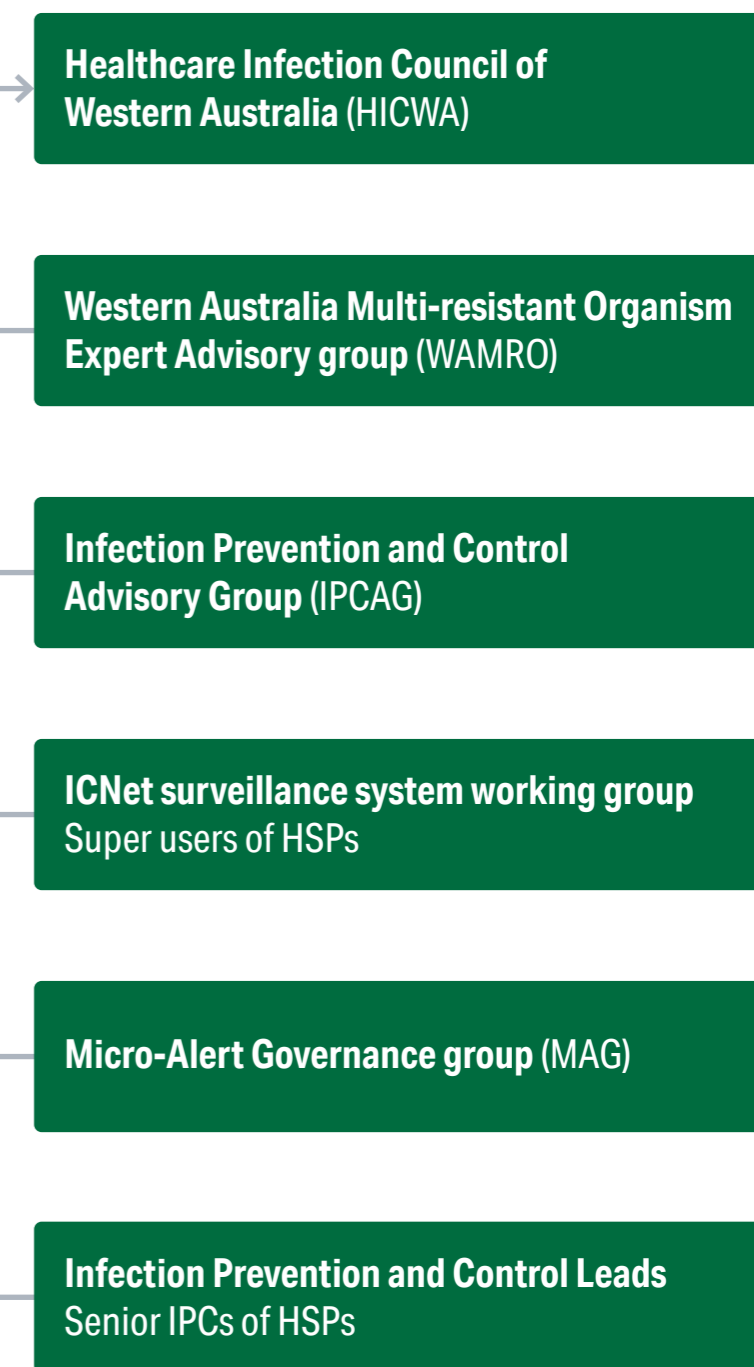 Healthcare Infection Council of
Western Australia (HICWA)
Western Australia Multi-resistant Organism
Expert Advisory group (WAMRO)
Infection Prevention and Control
Advisory Group (IPCAG)
ICNet surveillance system working group
Super users of HSPs
Micro-Alert Governance group (MAG)
Infection Prevention and Control Leads
Senior IPCs of HSPs